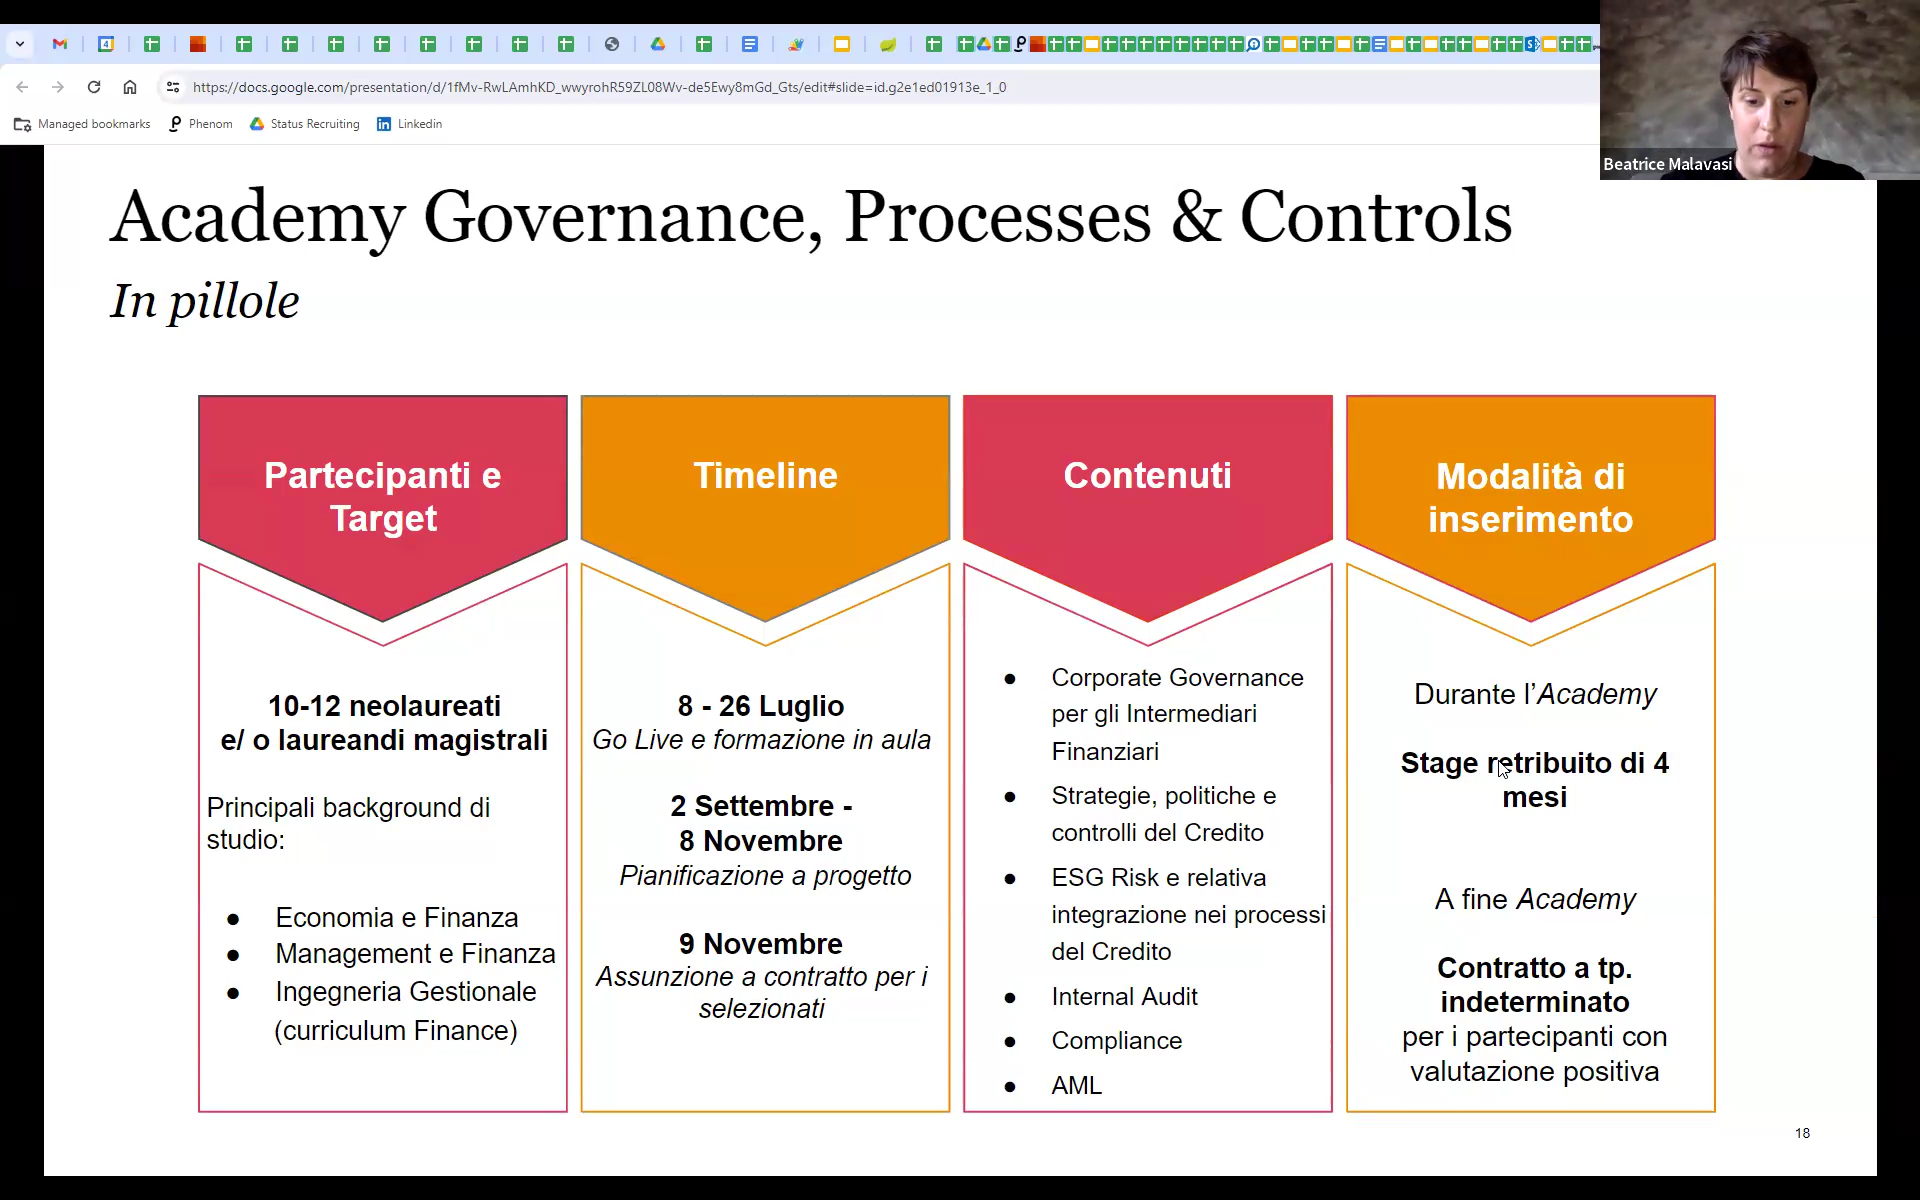 4
https://docs.google.com/presentation/d/1fMv-RwLAmhKD_wwyrohR59ZL08Wv-de5Ewy8mGd_Gts/edit#slide=id.g2e1ed01913e_1_0
Managed bookmarks
Phenom
Status Recruiting
Linkedin
Beatrice Malavasi
Academy Governance, Processes & Controls
In pillole
Partecipanti e
Target
10-12 neolaureati
e/ o laureandi magistrali
Principali background di
studio:
● Economia e Finanza
● Management e Finanza
● Ingegneria Gestionale
(curriculum Finance)
Timeline
8 - 26 Luglio
Go Live e formazione in aula
2 Settembre -
8 Novembre
Pianificazione a progetto
9 Novembre
Assunzione a contratto per i
selezionati
Contenuti
● Corporate Governance
per gli Intermediari
Finanziari
● Strategie, politiche e
controlli del Credito
● ESG Risk e relativa
integrazione nei processi
del Credito
● Internal Audit
● Compliance
● AML
Modalità di
inserimento
Durante l’Academy
Stage retribuito di 4
mesi
A fine Academy
Contratto a tp.
indeterminato
per i partecipanti con
valutazione positiva
18